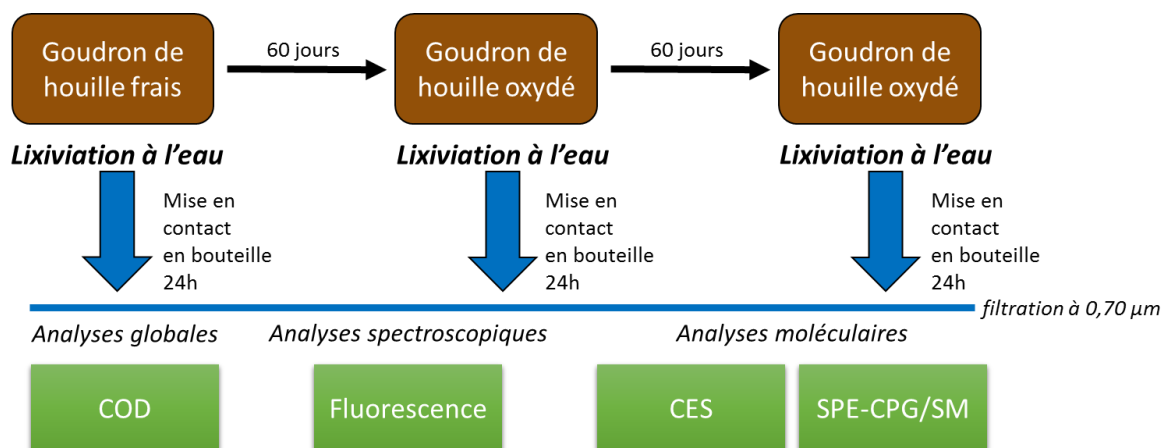 Goudron de
houille frais
60 jours
Goudron de
houille oxydé
60 jours
Goudron de
houille oxydé
Lixiviation à l'eau
Lixiviation à l'eau
Lixiviation à l'eau
Mise en
contact
en bouteille
24h
Mise en
contact
en bouteille
24h
Mise en
contact
en bouteille
24h
filtration à 0,70 µm
Analyses globales
Analyses spectroscopiques
Analyses moléculaires
COD
Fluorescence
CES
SPE-CPG/SM